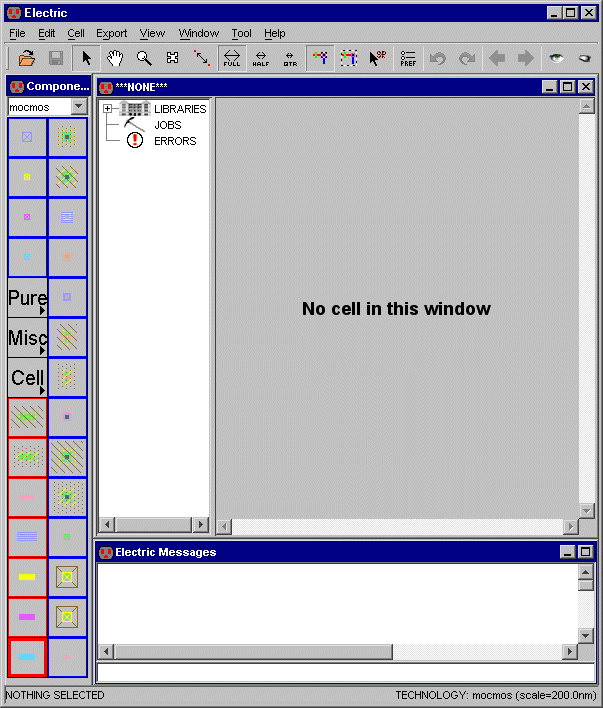 Electric
File Edit Cell Export View Window Tool Help
FULL HALF QTR OR PREF
Compone...
mocmos
***NONE***
LIBRARIES
JOBS
ERRORS
Pure
Misc
Cell
No cell in this window
Electric Messages
NOTHING SELECTED
TECHNOLOGY: mocmos (scale=200.0nm)